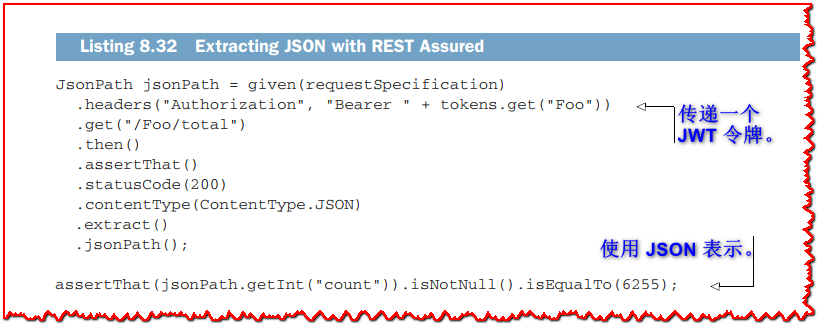 Listing 8.32 Extracting JSON with REST Assured
JsonPath jsonPath = given(requestSpecification)
.headers("Authorization", "Bearer " + tokens.get("Foo"))
传递一个
JWT 令牌。
.get("/Foo/total")
.then()
.assertThat()
.statusCode(200)
.contentType(ContentType.JSON)
.extract()
.jsonPath();
使用 JSON 表示。
assertThat(jsonPath.getInt("count")).isNotNull().isEqualTo(6255);